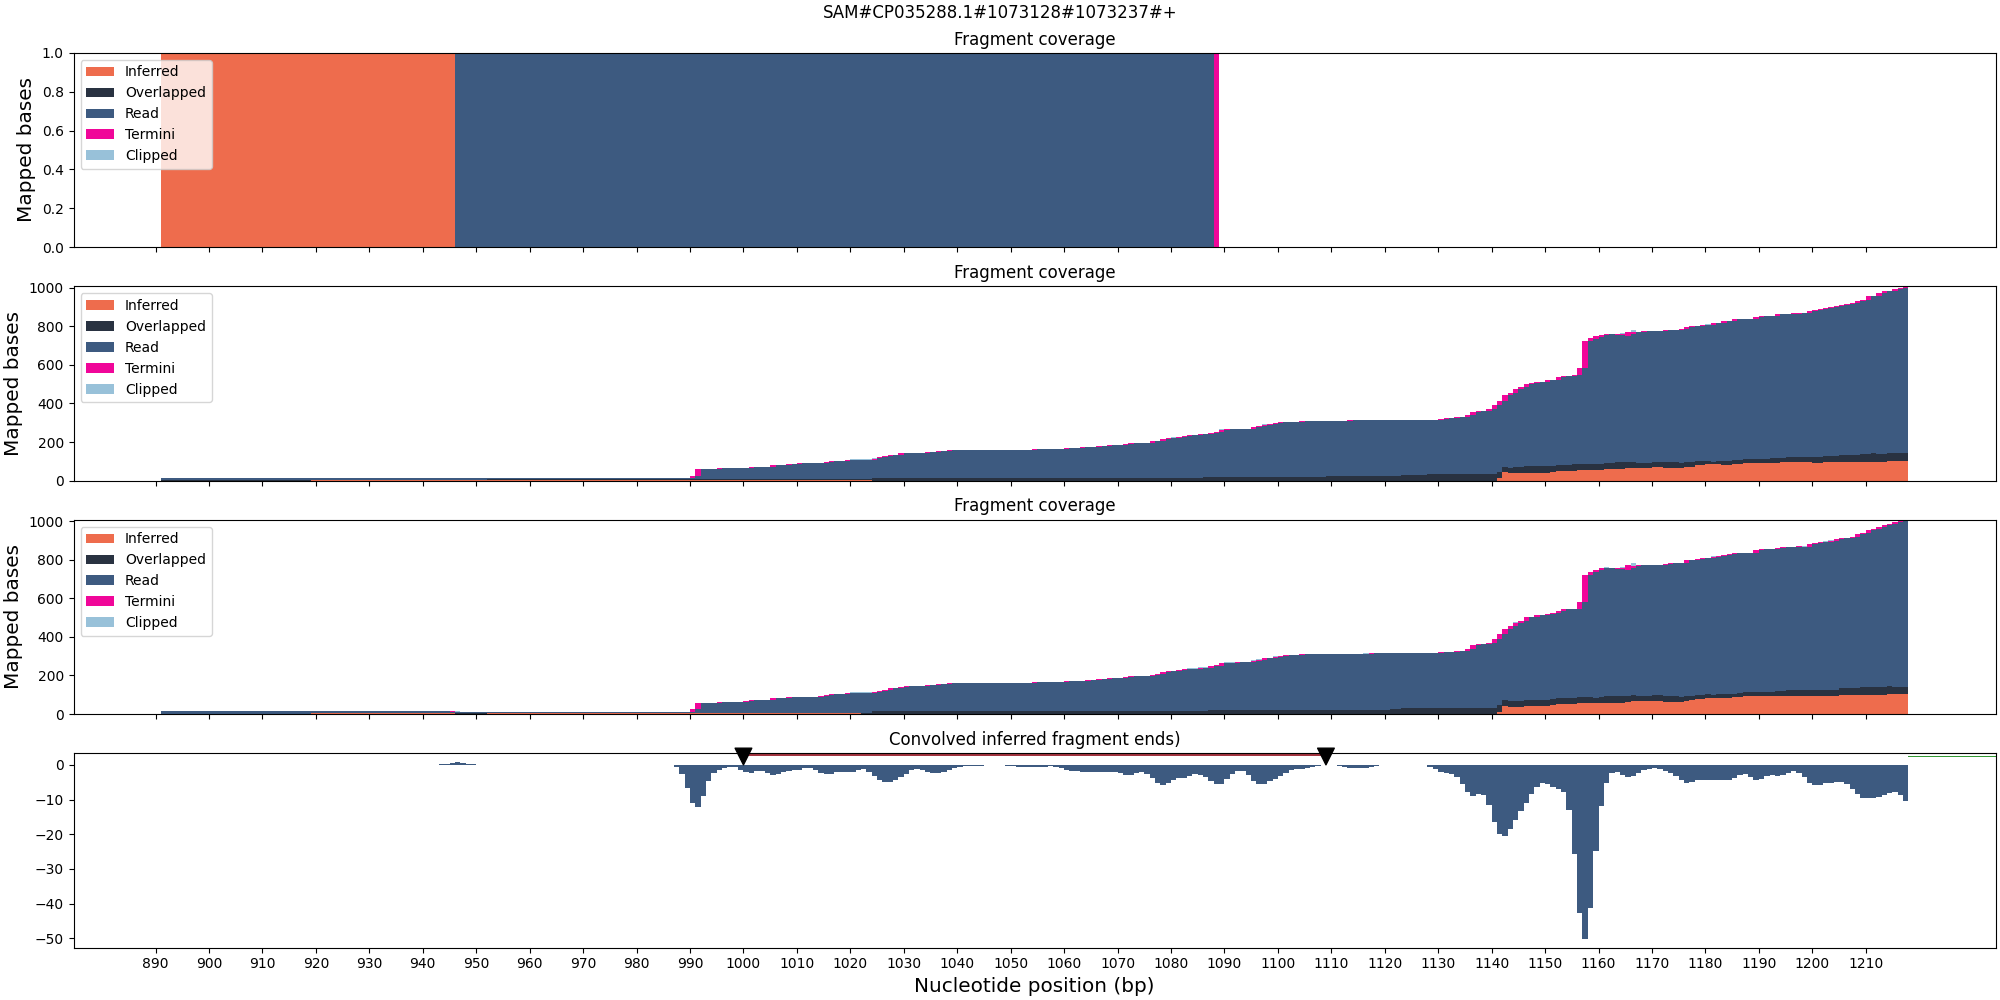 SAM#CP035288.1#1073128#1073237#+
Fragment coverage
Mapped bases
1.0
0.8
0.6
0.4
0.2
0.0
Inferred
Overlapped
Read
Termini
Clipped
Fragment coverage
Mapped bases
1000
800
600
400
200
0
Inferred
Overlapped
Read
Termini
Clipped
Fragment coverage
Mapped bases
1000
800
600
400
200
0
Inferred
Overlapped
Read
Termini
Clipped
Convolved inferred fragment ends)
0
−10
−20
−30
−40
−50
890 900 910 920 930 940 950 960 970 980 990 1000 1010 1020 1030 1040 1050 1060 1070 1080 1090 1100 1110 1120 1130 1140 1150 1160 1170 1180 1190 1200 1210
Nucleotide position (bp)